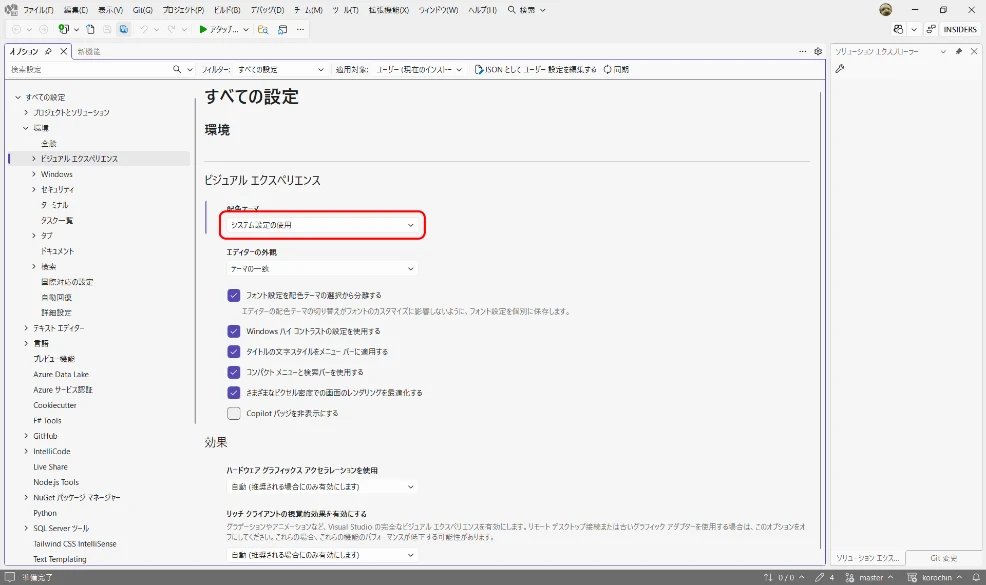 ファイル(F) 編集(E) 表示(V) Git(G) プロジェクト(P) ビルド(B) デバッグ(D) チーム(M) ツール(T) 拡張機能(X) ウィンドウ(W) ヘルプ(H) 検索
アタッチ...
INSIDERS
オプション 新機能
検索設定
フィルター: すべての設定
適用対象: ユーザー (現在のインストー
JSON として ユーザー設定を編集する 同期
すべての設定
プロジェクトとソリューション
環境
全般
ビジュアル エクスペリエンス
Windows
セキュリティ
ターミナル
タスク一覧
タブ
ドキュメント
検索
国際対応の設定
自動回復
詳細設定
テキスト エディター
言語
プレビュー機能
Azure Data Lake
Azure サービス認証
Cookiecutter
F# Tools
GitHub
IntelliCode
Live Share
Node.js Tools
NuGet パッケージ マネージャー
Python
SQL Server ツール
Tailwind CSS IntelliSense
Text Templating
すべての設定
環境
ビジュアル エクスペリエンス
配色テーマ
システム設定の使用
エディターの外観
テーマの一致
フォント設定を配色テーマの選択から分離する
エディターの配色テーマの切り替えがフォントのカスタマイズに影響しないように、フォント設定を個別に保存します。
Windows ハイ コントラストの設定を使用する
タイトルの文字スタイルをメニュー バーに適用する
コンパクト メニューと検索バーを使用する
さまざまなピクセル密度での画面のレンダリングを最適化する
Copilot バッジを非表示にする
効果
ハードウェア グラフィックス アクセラレーションを使用
自動 (推奨される場合にのみ有効にします)
リッチ クライアントの視覚的効果を有効にする
グラデーションやアニメーションなど、Visual Studio の完全なビジュアル エクスペリエンスを有効にします。リモート デスクトップ接続または古いグラフィック アダプターを使用する場合は、このオプションをオ
フにしてください。これらの場合、これらの機能のパフォーマンスが低下する可能性があります。
自動 (推奨される場合にのみ有効にします)
ソリューション エクスプローラー
ソリューション エクス... Git 変更
準備完了
0 / 0 4 master korochin